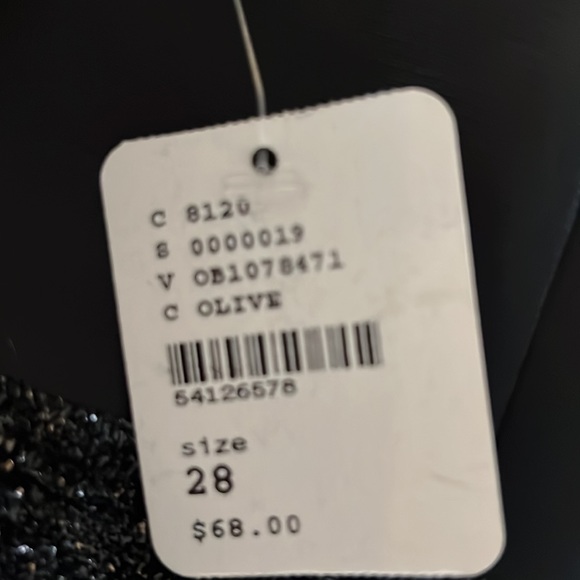 C 8120
S 0000019
V OB1078471
C OLIVE
54126578
size
28
$68.00